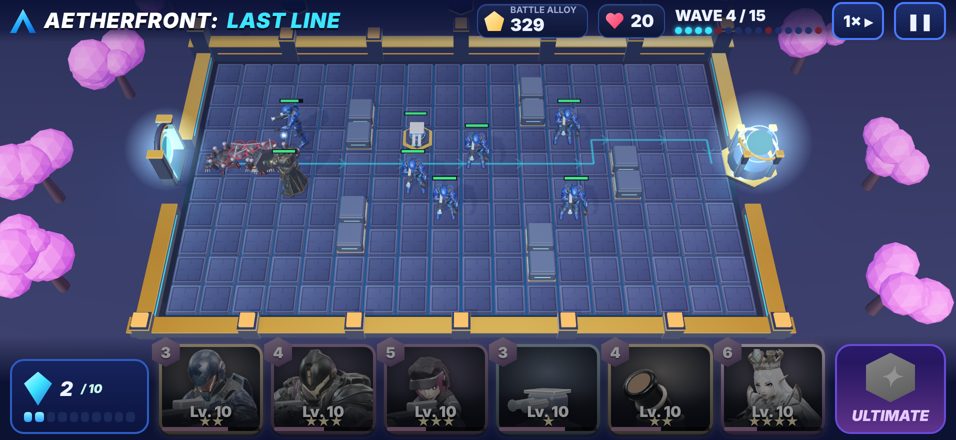 AETHERFRONT: LAST LINE
BATTLE ALLOY
329
20
WAVE 4 / 15
1×▸
2 / 10
3
Lv. 10
★★
4
Lv. 10
★★★
5
Lv. 10
★★★
3
Lv. 10
★★
4
Lv. 10
★★
6
Lv. 10
★★★★
ULTIMATE